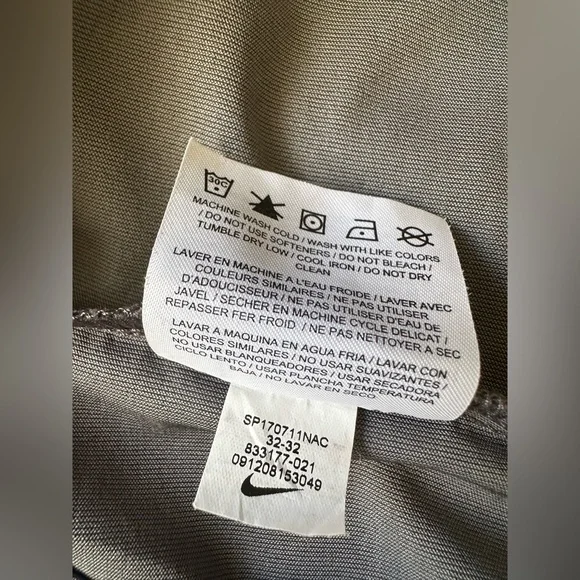 30C
MACHINE WASH COLD / WASH WITH LIKE COLORS
/ DO NOT USE SOFTENERS / DO NOT BLEACH /
TUMBLE DRY LOW / COOL IRON / DO NOT DRY
CLEAN
LAVER EN MACHINE A L'EAU FROIDE / LAVER AVEC
COULEURS SIMILAIRES / NE PAS UTILISER
D'ADOUCISSEUR / NE PAS UTILISER D'EAU DE
JAVEL / SECHER EN MACHINE CYCLE DELICAT /
REPASSER FER FROID / NE PAS NETTOYER A SEC
LAVAR A MAQUINA EN AGUA FRIA / LAVAR CON
COLORES SIMILARES / NO USAR SUAVIZANTES /
NO USAR BLANQUEADORES / USAR SECADORA
CICLO LENTO / USAR PLANCHA TEMPERATURA
BAJA / NO LAVAR EN SECO
SP170711NAC
32-32
833177-021
091208153049